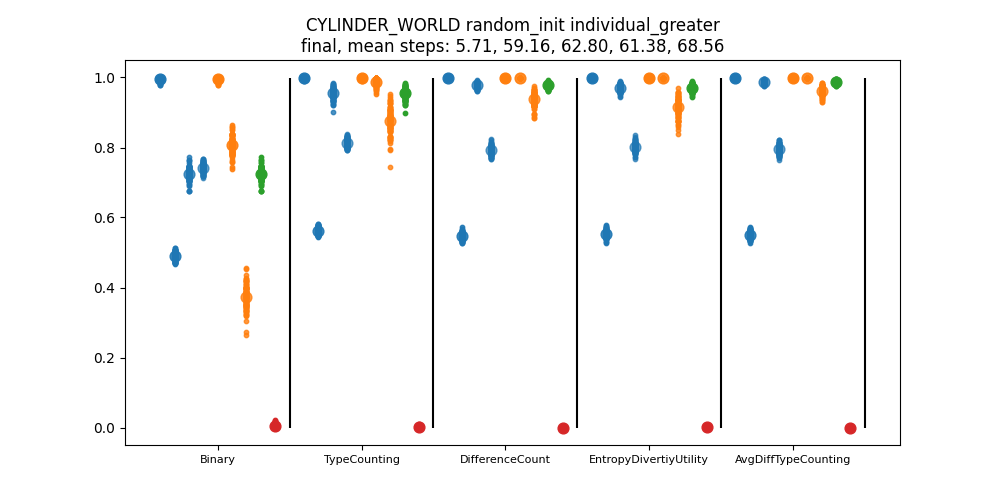 CYLINDER_WORLD random_init individual_greater
final, mean steps: 5.71, 59.16, 62.80, 61.38, 68.56
1.0
0.8
0.6
0.4
0.2
0.0
Binary TypeCounting DifferenceCount EntropyDivertiyUtility AvgDiffTypeCounting